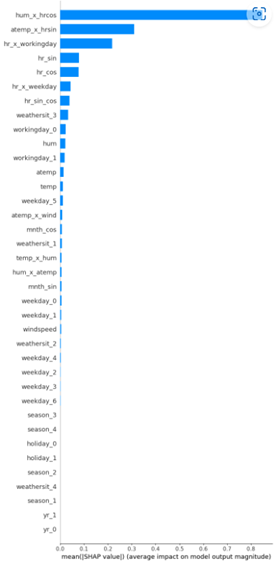 hum_x_hrcos
atemp_x_hrsin
hr_x_workingday
hr_sin
hr_cos
hr_x_weekday
hr_sin_cos
weathersit_3
workingday_0
hum
workingday_1
atemp
temp
weekday_5
atemp_x_wind
mnth_cos
weathersit_1
temp_x_hum
hum_x_atemp
mnth_sin
weekday_0
weekday_1
windspeed
weathersit_2
weekday_4
weekday_2
weekday_3
weekday_6
season_3
season_4
holiday_0
holiday_1
season_2
weathersit_4
season_1
yr_1
yr_0
0.0 0.1 0.2 0.3 0.4 0.5 0.6 0.7 0.8
mean(|SHAP value|) (average impact on model output magnitude)